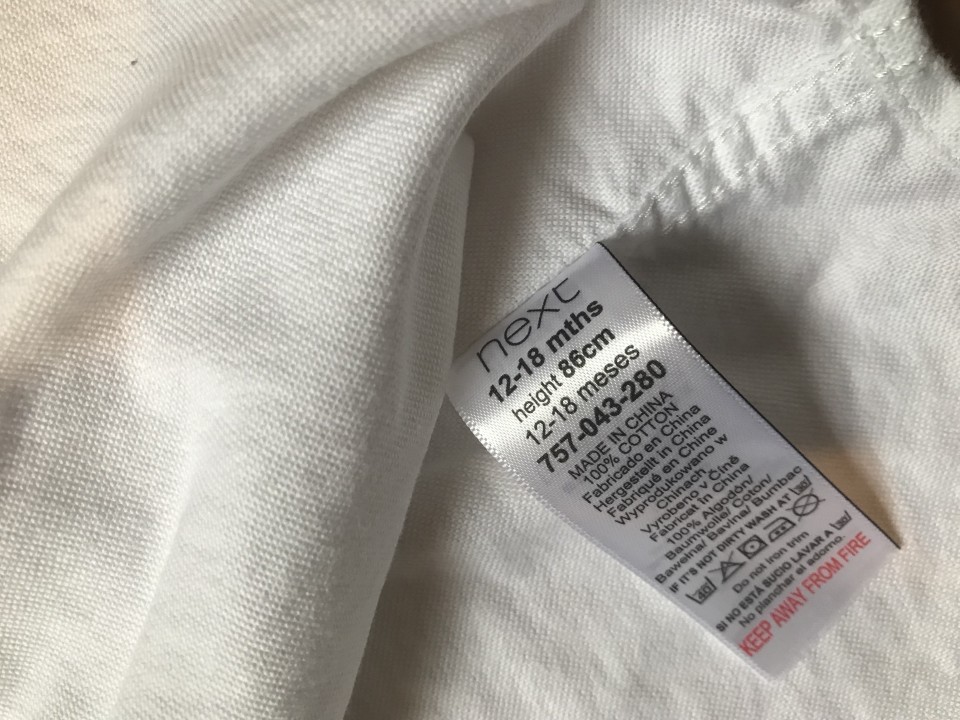 next
12-18 mths
height 86cm
12-18 meses
757-043-280
MADE IN CHINA
100% COTTON
Fabricado en China
Hergestellt in China
Fabriqué en Chine
Wyprodukowano w
Chinach
Vyrobeno v Číně
Fabricat in China
100% Algodón/
Baumwolle/ Coton/
Bawełna/ Bavlna/ Bumbac
IF IT'S NOT DIRTY WASH AT
Do not iron trim
SI NO ESTÁ SUCIO LAVAR A
No planchar el adorno.
KEEP AWAY FROM FIRE